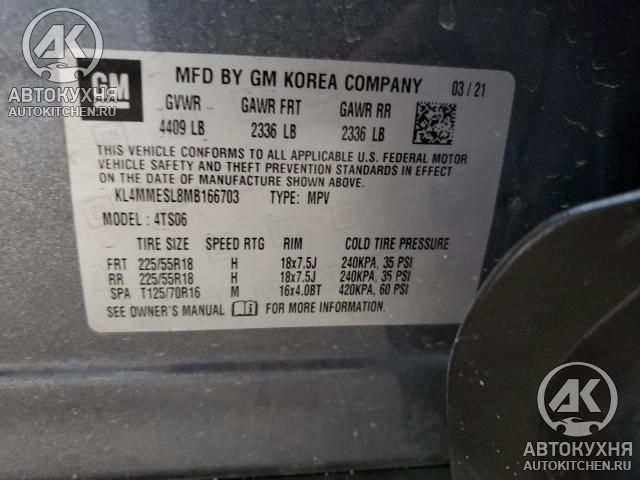 AK
АВТОКУХНЯ
AUTOKITCHEN.RU
GM
MFD BY GM KOREA COMPANY 03/21
GVWR GAWR FRT GAWR RR
4409 LB 2336 LB 2336 LB
THIS VEHICLE CONFORMS TO ALL APPLICABLE U.S. FEDERAL MOTOR
VEHICLE SAFETY AND THEFT PREVENTION STANDARDS IN EFFECT
ON THE DATE OF MANUFACTURE SHOWN ABOVE.
KL4MMESL8MB166703 TYPE: MPV
MODEL: 4TS06
TIRE SIZE SPEED RTG RIM COLD TIRE PRESSURE
FRT 225/55R18 H 18x7.5J 240KPA, 35 PSI
RR 225/55R18 H 18x7.5J 240KPA, 35 PSI
SPA T125/70R16 M 16x4.0BT 420KPA, 60 PSI
SEE OWNER'S MANUAL FOR MORE INFORMATION.
AK
АВТОКУХНЯ
AUTOKITCHEN.RU